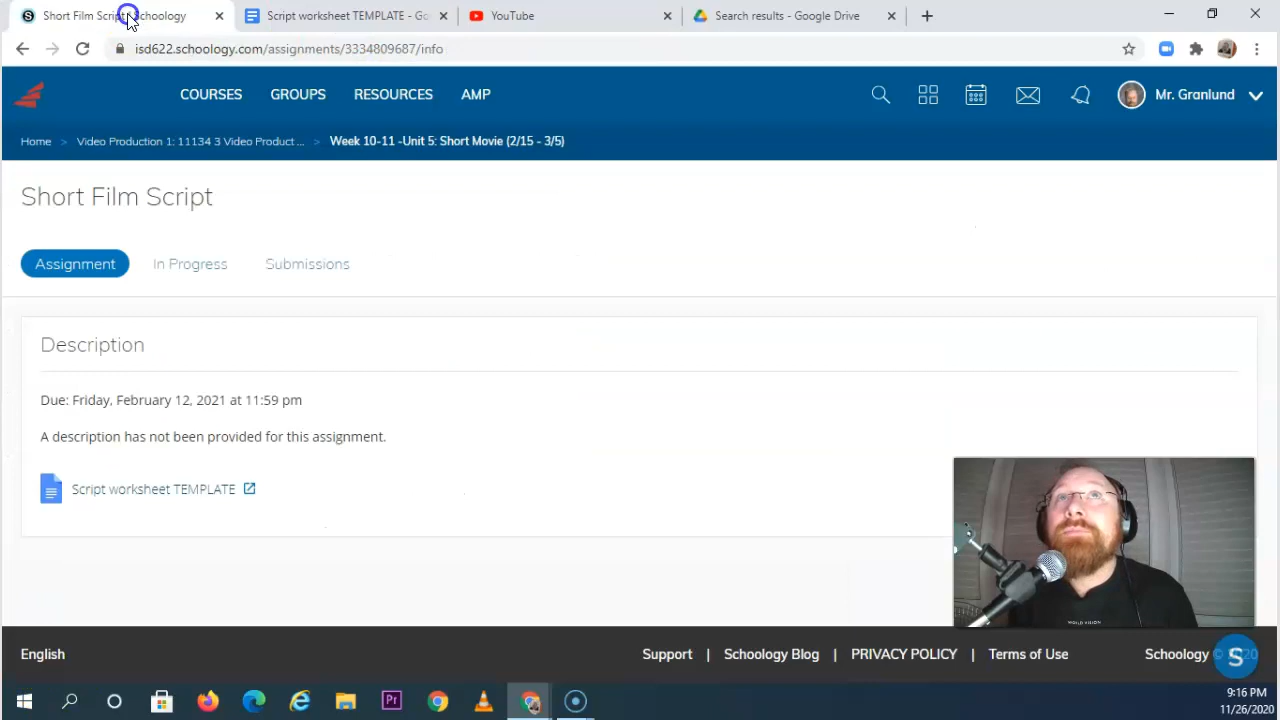 Short Film Script | Schoology
Script worksheet TEMPLATE - Go
YouTube
Search results - Google Drive
isd622.schoology.com/assignments/3334809687/info
COURSES GROUPS RESOURCES AMP Mr. Granlund
Home > Video Production 1: 11134 3 Video Product ... > Week 10-11 -Unit 5: Short Movie (2/15 - 3/5)
Short Film Script
Assignment In Progress Submissions
Description
Due: Friday, February 12, 2021 at 11:59 pm
A description has not been provided for this assignment.
Script worksheet TEMPLATE
WORLD VISION
English Support | Schoology Blog | PRIVACY POLICY | Terms of Use Schoology © 2020
S
Pr
9:16 PM
11/26/2020